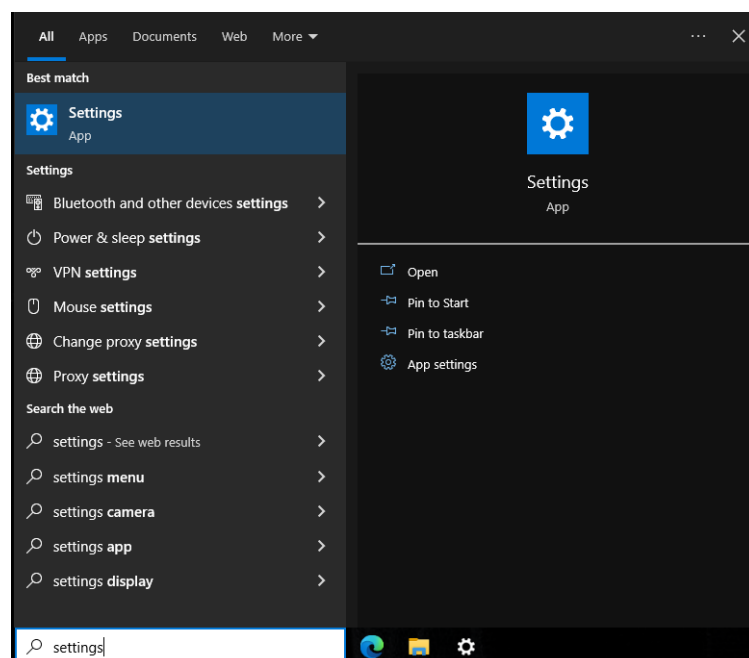 All Apps Documents Web More
Best match
Settings
App
Settings
Bluetooth and other devices settings
Power & sleep settings
VPN settings
Mouse settings
Change proxy settings
Proxy settings
Search the web
settings - See web results
settings menu
settings camera
settings app
settings display
settings
Settings
App
Open
Pin to Start
Pin to taskbar
App settings